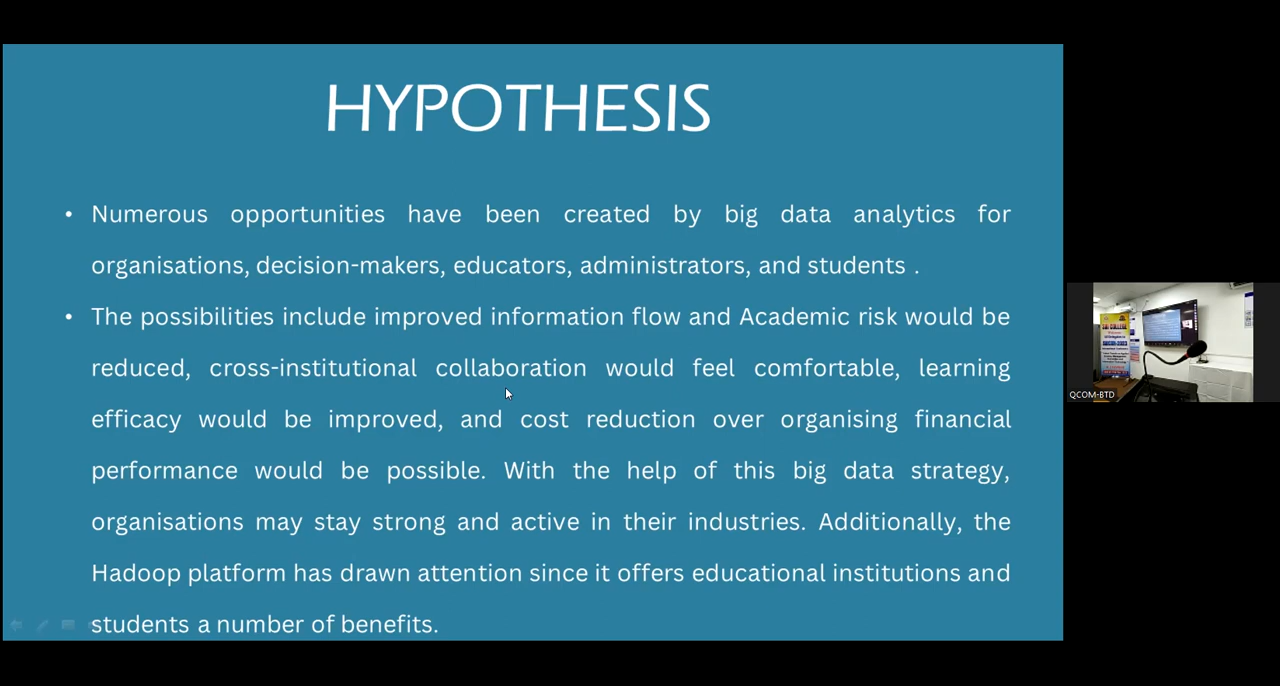 HYPOTHESIS
• Numerous opportunities have been created by big data analytics for
organisations, decision-makers, educators, administrators, and students .
• The possibilities include improved information flow and Academic risk would be
reduced, cross-institutional collaboration would feel comfortable, learning
efficacy would be improved, and cost reduction over organising financial
performance would be possible. With the help of this big data strategy,
organisations may stay strong and active in their industries. Additionally, the
Hadoop platform has drawn attention since it offers educational institutions and
students a number of benefits.
QCOM-BTD